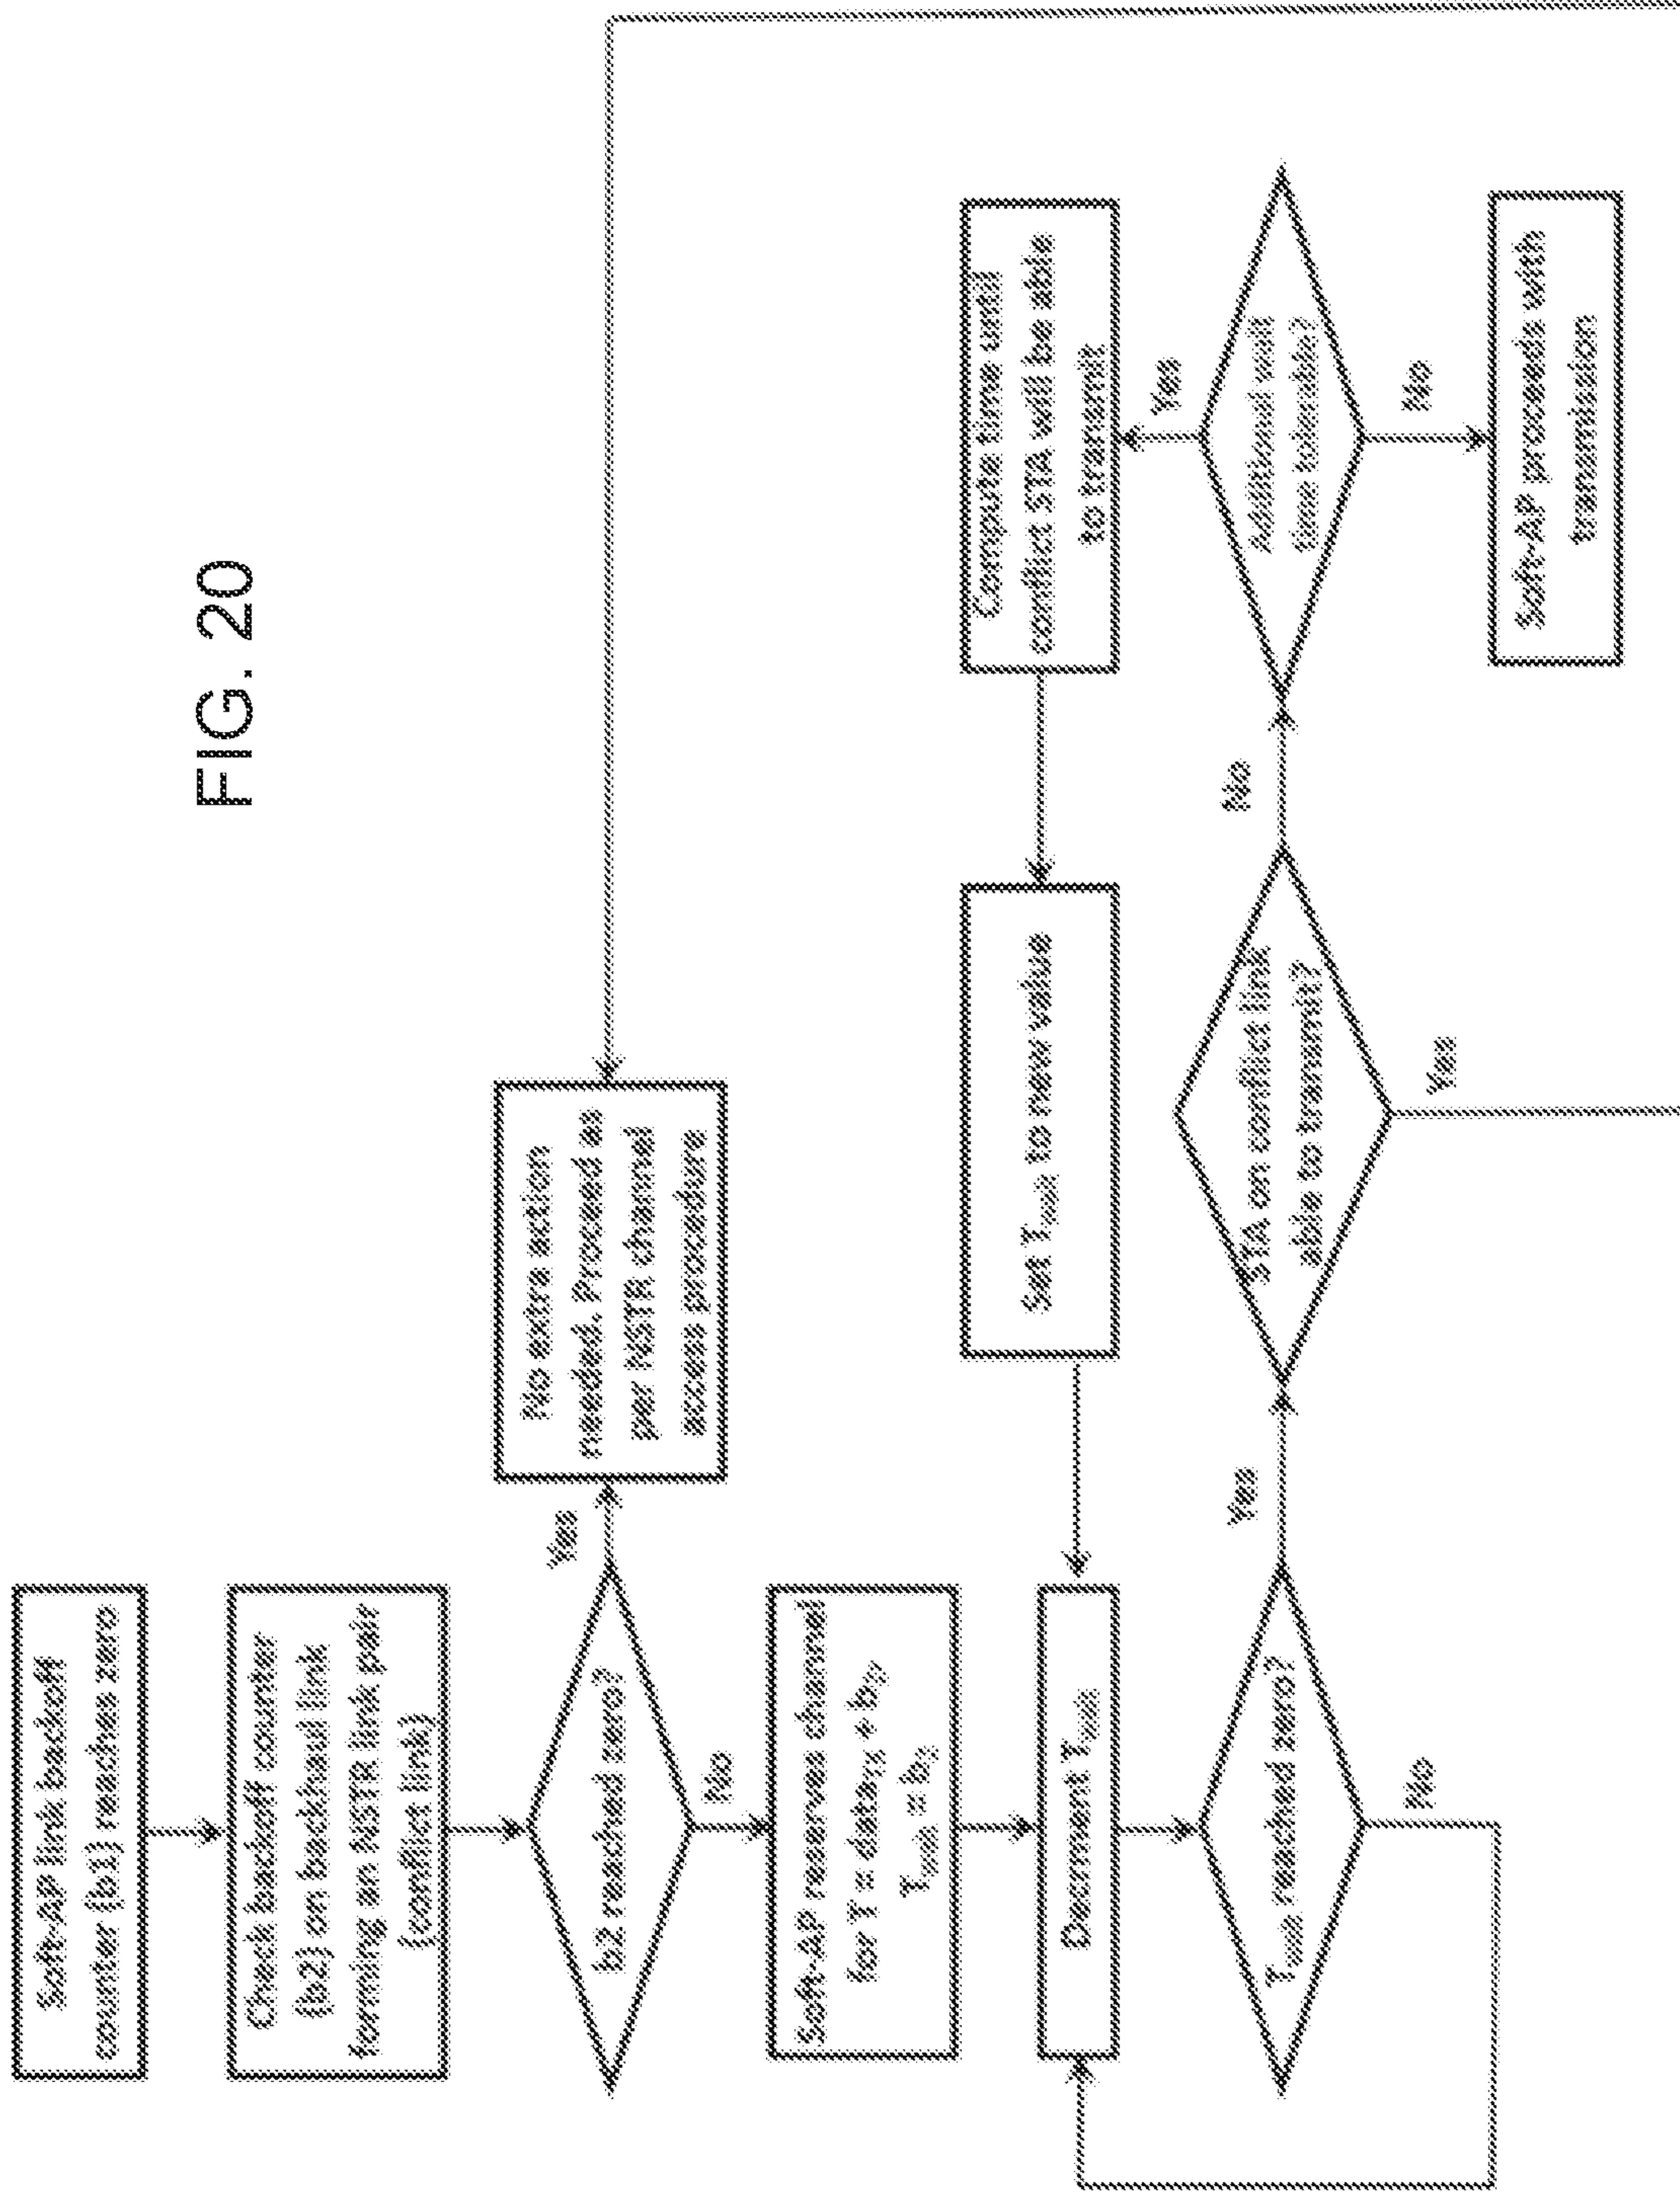 FIG. 20
Soft-AP link backoff
counter (b1) reaches zero
Check backoff counter
(b2) on backhaul link
forming an NSTR link pair
(conflict link)
b2 reached zero?
Yes
No extra action
needed. Proceed as
per NSTR channel
access procedure
No
Soft-AP reserves channel
for T = data
T
Decrment T
T reached zero?
No
Yes
STA on conflict link
able to transmit?
Yes
No
Additional wait
time tolerable?
Yes
Compute time until
conflict STA will be able
to transmit
Set T to new value
No
Soft-AP proceeds with
transmission